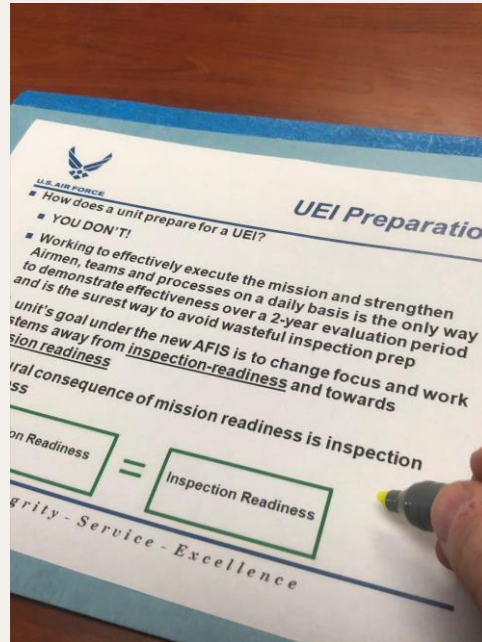 U.S. AIR FORCE
UEI Preparatio
How does a unit prepare for a UEI?
YOU DON'T!
Working to effectively execute the mission and strengthen
Airmen, teams and processes on a daily basis is the only way
to demonstrate effectiveness over a 2-year evaluation period
and is the surest way to avoid wasteful inspection prep
unit's goal under the new AFIS is to change focus and work
stems away from inspection-readiness and towards
sion readiness
ural consequence of mission readiness is inspection
ss
on Readiness
=
Inspection Readiness
grity - Service - Excellence